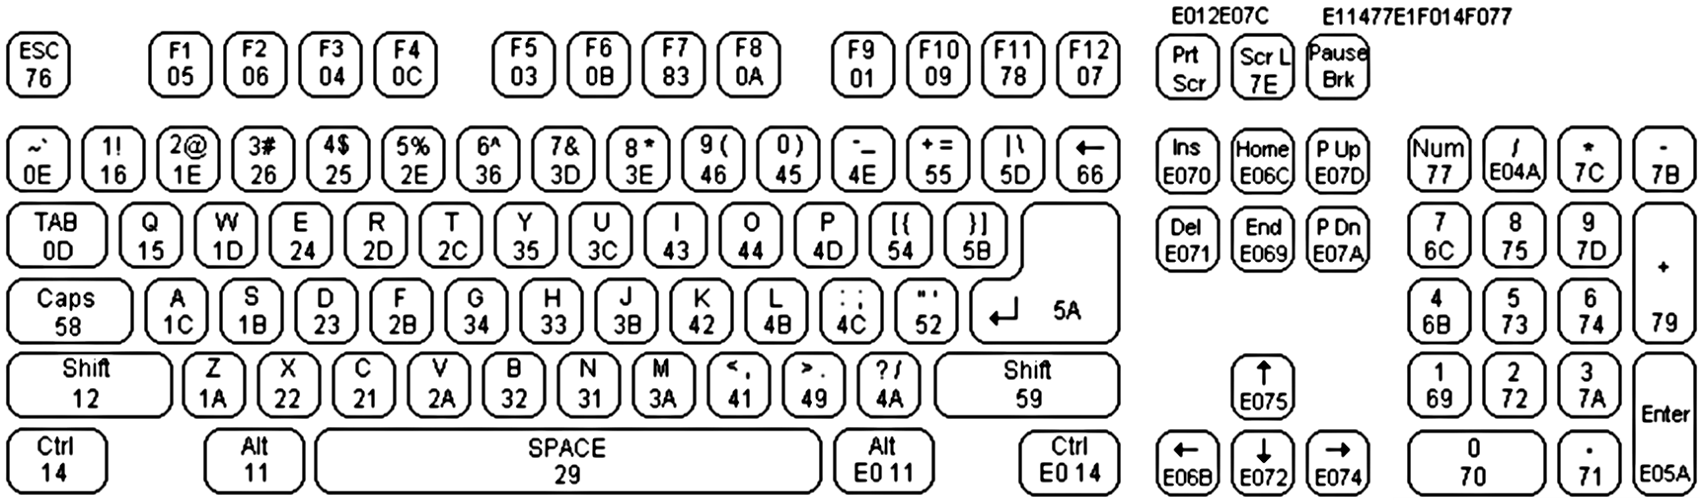 E012E07C E11477E1F014F077
ESC F1 F2 F3 F4 F5 F6 F7 F8 F9 F10 F11 F12 Prt Scr L Pause
76 05 06 04 0C 03 0B 83 0A 01 09 78 07 Scr 7E Brk
~` 1! 2@ 3# 4$ 5% 6^ 7& 8* 9( 0) -_ += |\ ← Ins Home P Up Num / * -
0E 16 1E 26 25 2E 36 3D 3E 46 45 4E 55 5D 66 E070 E06C E07D 77 E04A 7C 7B
TAB Q W E R T Y U I O P [{ }] Del End P Dn 7 8 9
0D 15 1D 24 2D 2C 35 3C 43 44 4D 54 5B E071 E069 E07A 6C 75 7D +
Caps A S D F G H J K L :; "' ↵ 5A 4 5 6
58 1C 1B 23 2B 34 33 3B 42 4B 4C 52 6B 73 74 79
Shift Z X C V B N M <, >. ?/ Shift ↑ 1 2 3
12 1A 22 21 2A 32 31 3A 41 49 4A 59 E075 69 72 7A Enter
Ctrl Alt SPACE Alt Ctrl ← ↓ → 0 .
14 11 29 E0 11 E0 14 E06B E072 E074 70 71 E05A